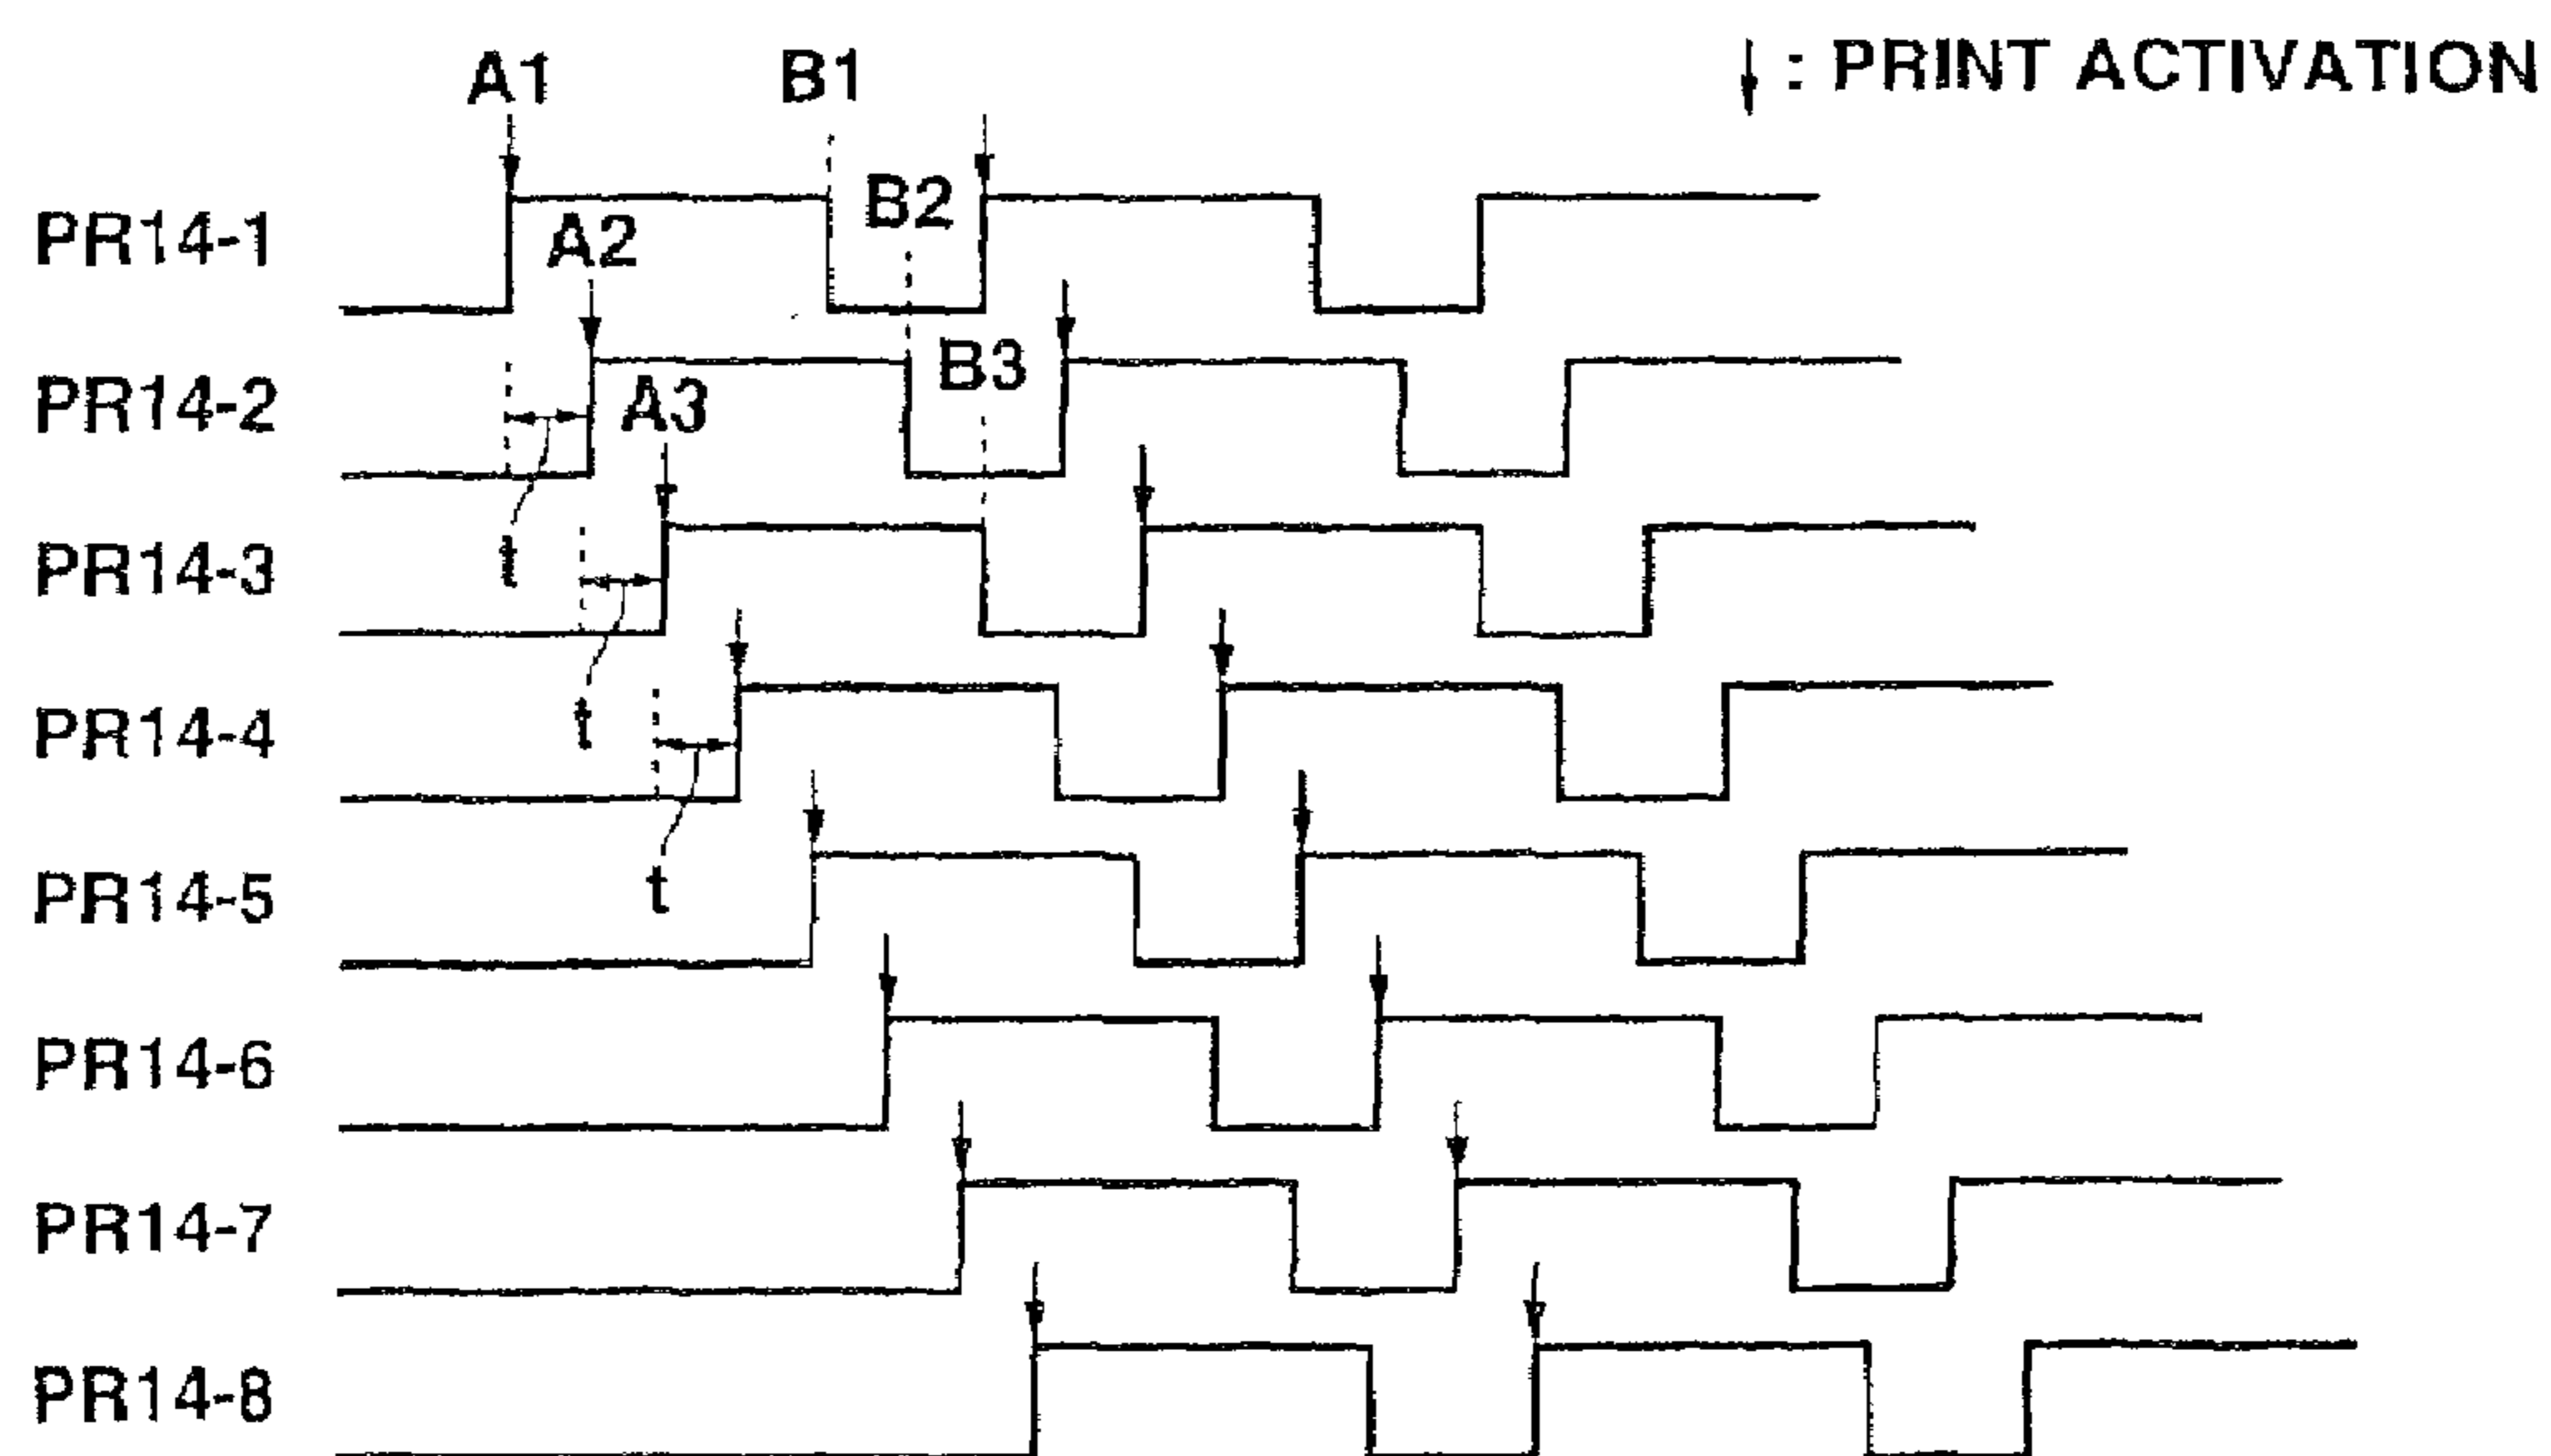 A1 B1 ↓ : PRINT ACTIVATION
B2
PR14-1 A2
B3
PR14-2 A3
t
PR14-3
t
PR14-4
t
PR14-5
PR14-6
PR14-7
PR14-8